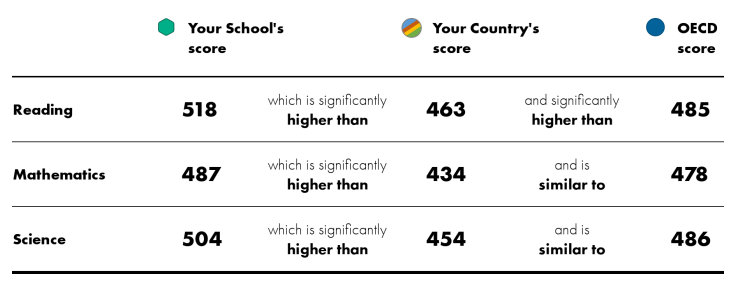 Your School's score
Your Country's score
OECD score
Reading 518 which is significantly higher than 463 and significantly higher than 485
Mathematics 487 which is significantly higher than 434 and is similar to 478
Science 504 which is significantly higher than 454 and is similar to 486